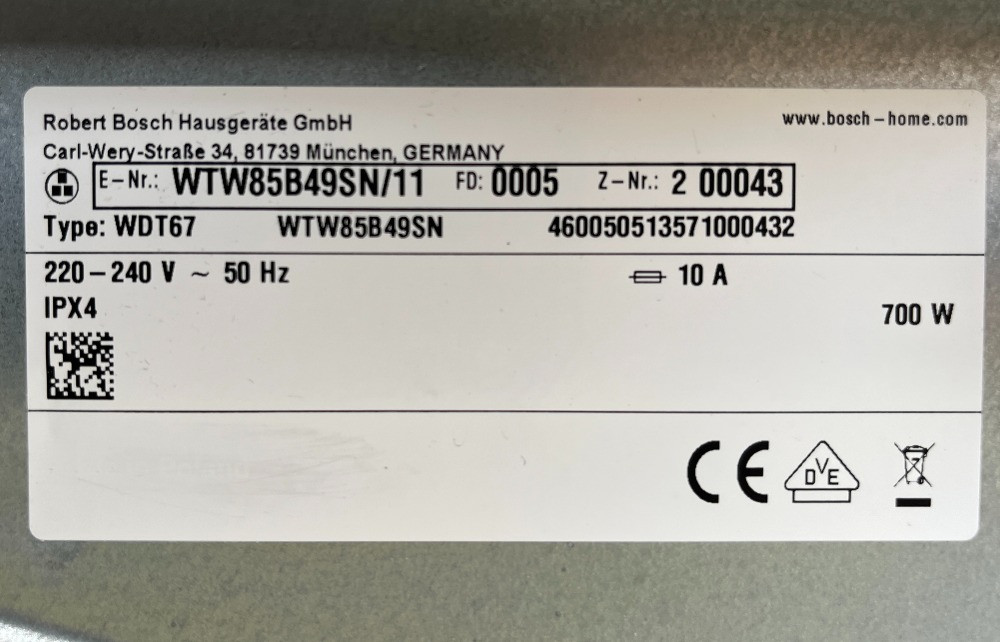 Robert Bosch Hausgeräte GmbH
www.bosch-home.com
Carl-Wery-Straße 34, 81739 München, GERMANY
E-Nr.: WTW85B49SN/11 FD: 0005 Z-Nr.: 2 00043
Type: WDT67 WTW85B49SN 460050513571000432
220-240 V ~ 50 Hz 10 A
IPX4
700 W
CE DVE